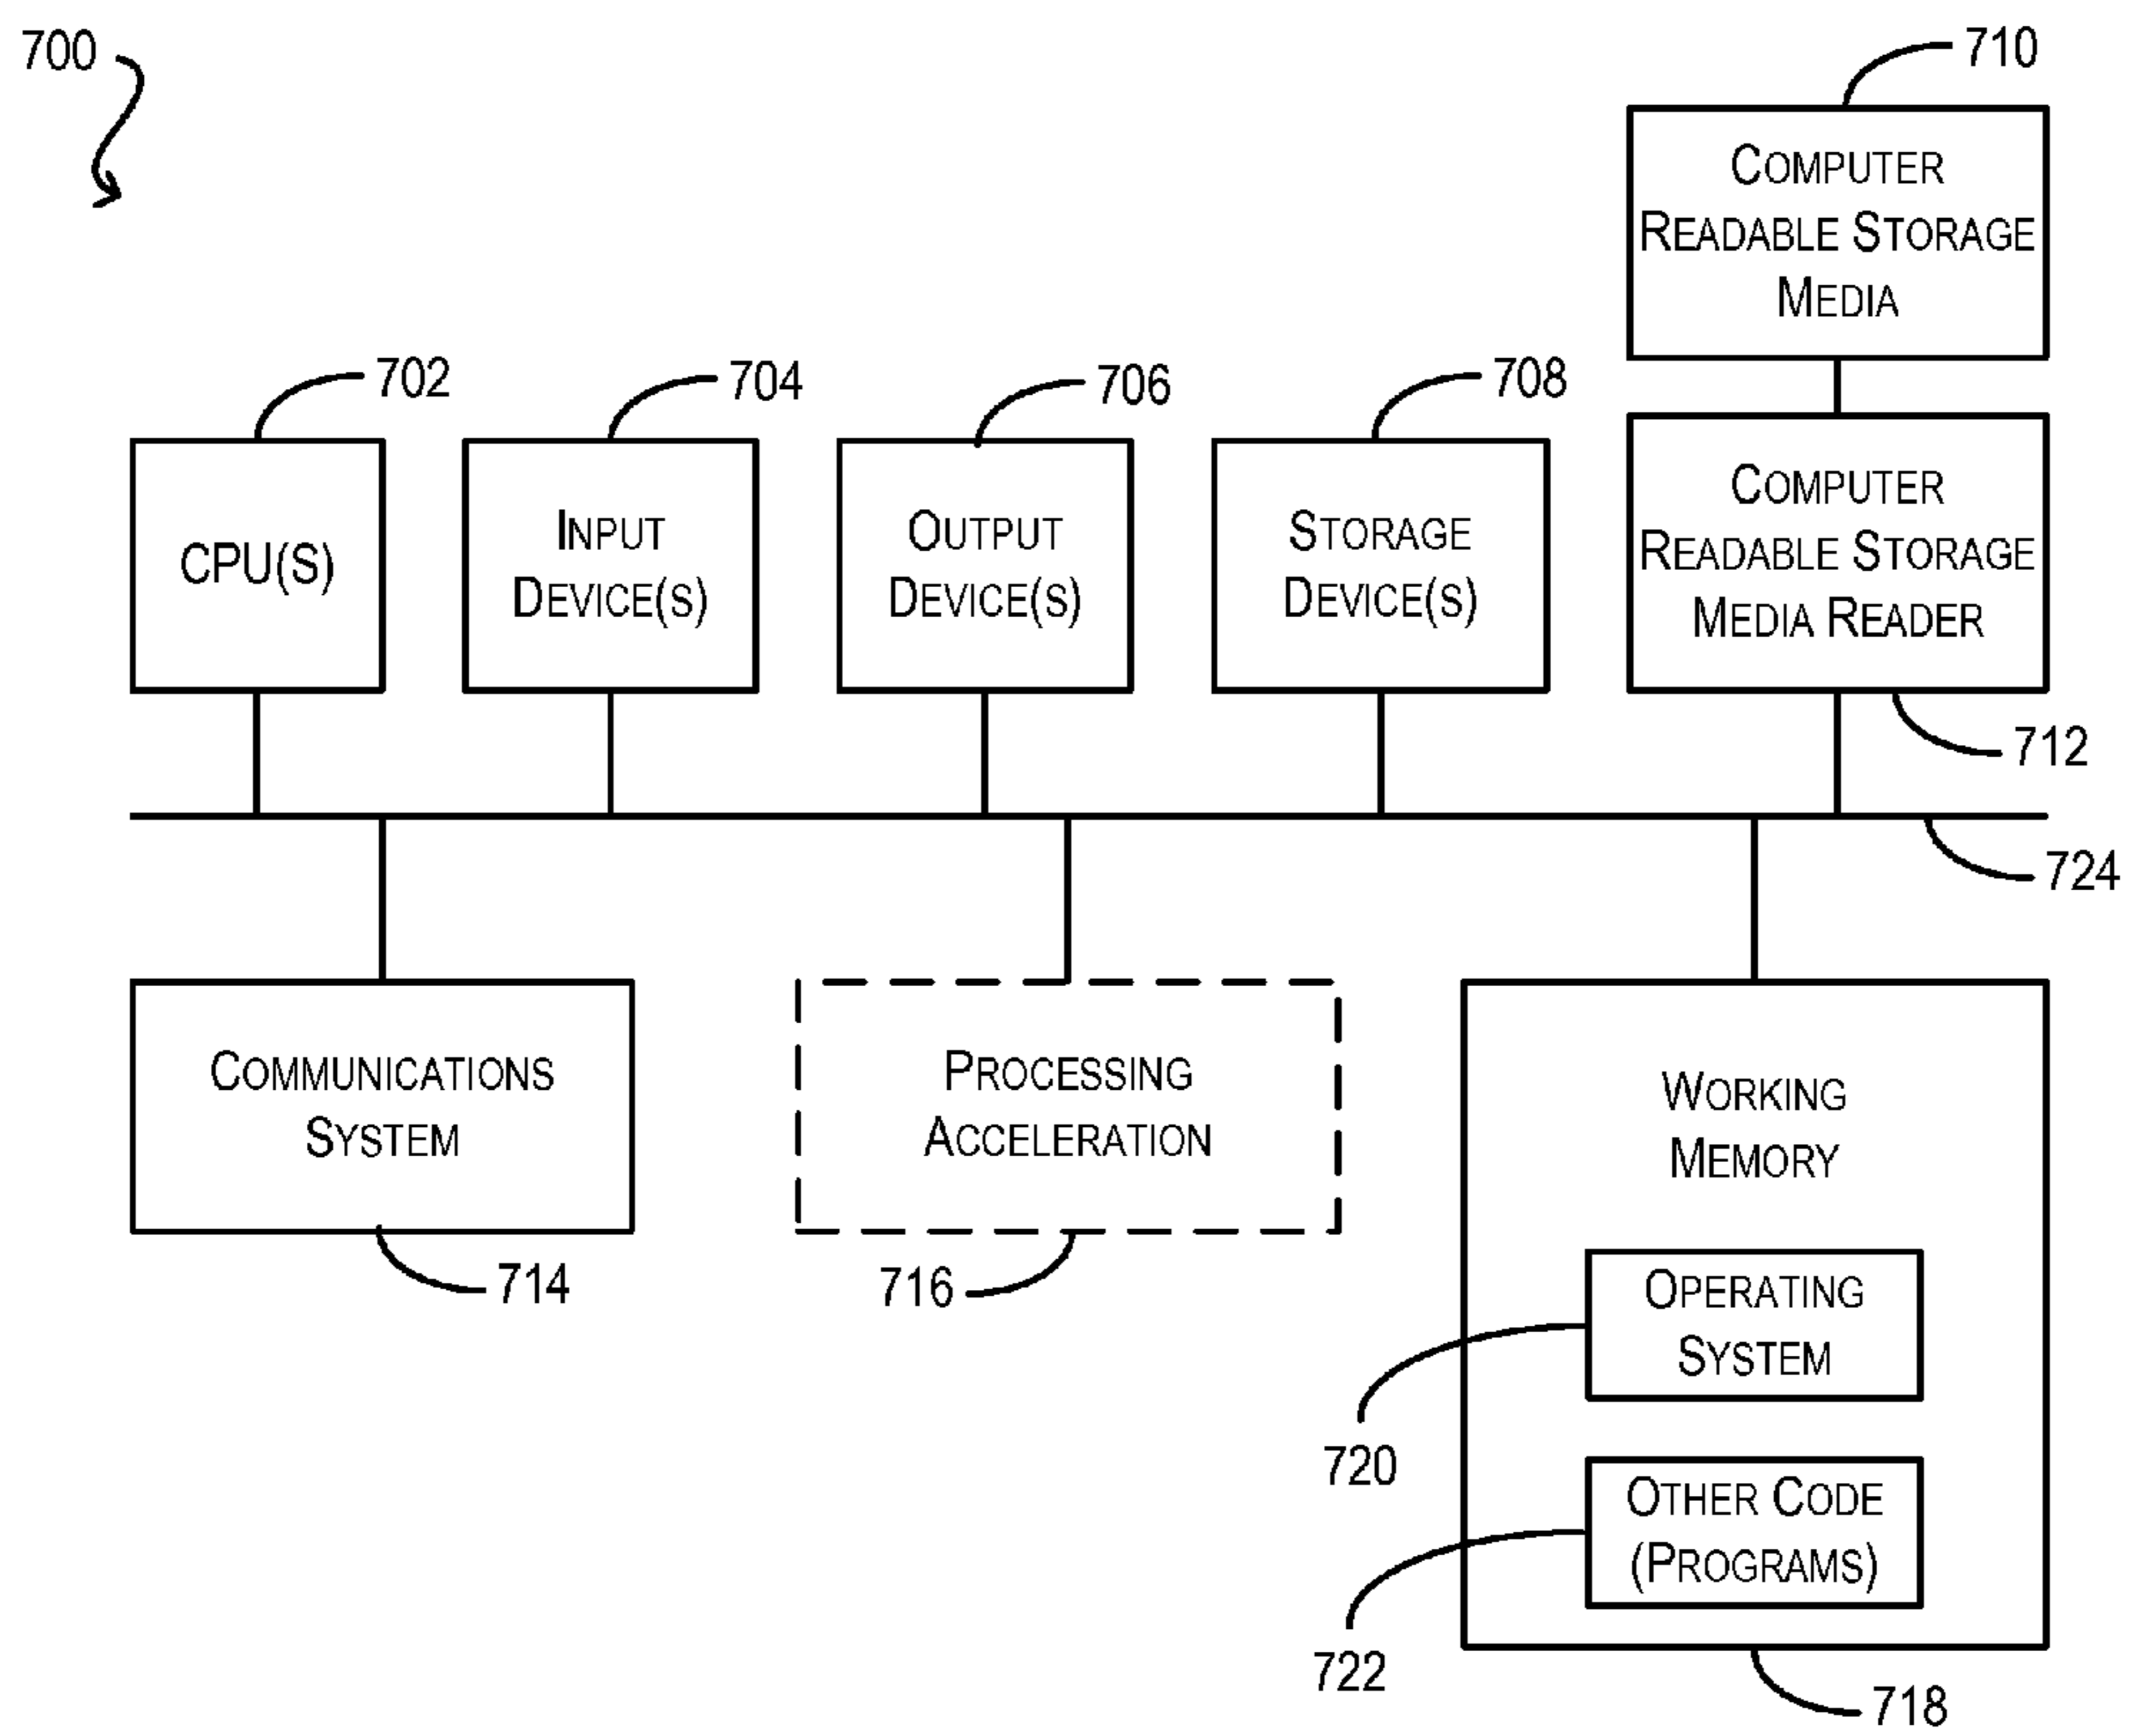 700
710
COMPUTER
READABLE STORAGE
MEDIA
702
704
706
708
CPU(S)
INPUT
DEVICE(S)
OUTPUT
DEVICE(S)
STORAGE
DEVICE(S)
COMPUTER
READABLE STORAGE
MEDIA READER
712
724
COMMUNICATIONS
SYSTEM
714
PROCESSING
ACCELERATION
716
WORKING
MEMORY
OPERATING
SYSTEM
720
OTHER CODE
(PROGRAMS)
722
718